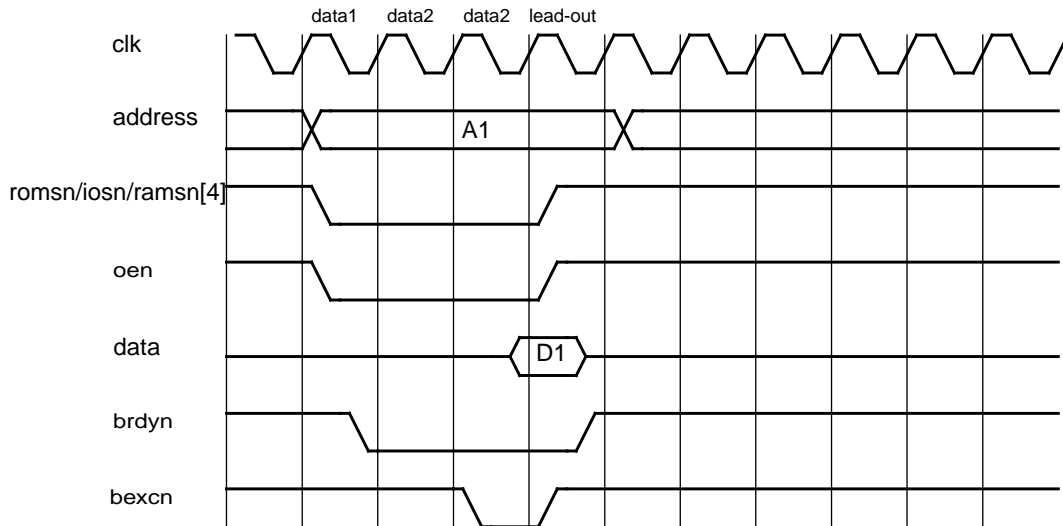 data1 data2 data2 lead-out
clk
address
A1
romsn/iosn/ramsn[4]
oen
data
D1
brdyn
bexcn